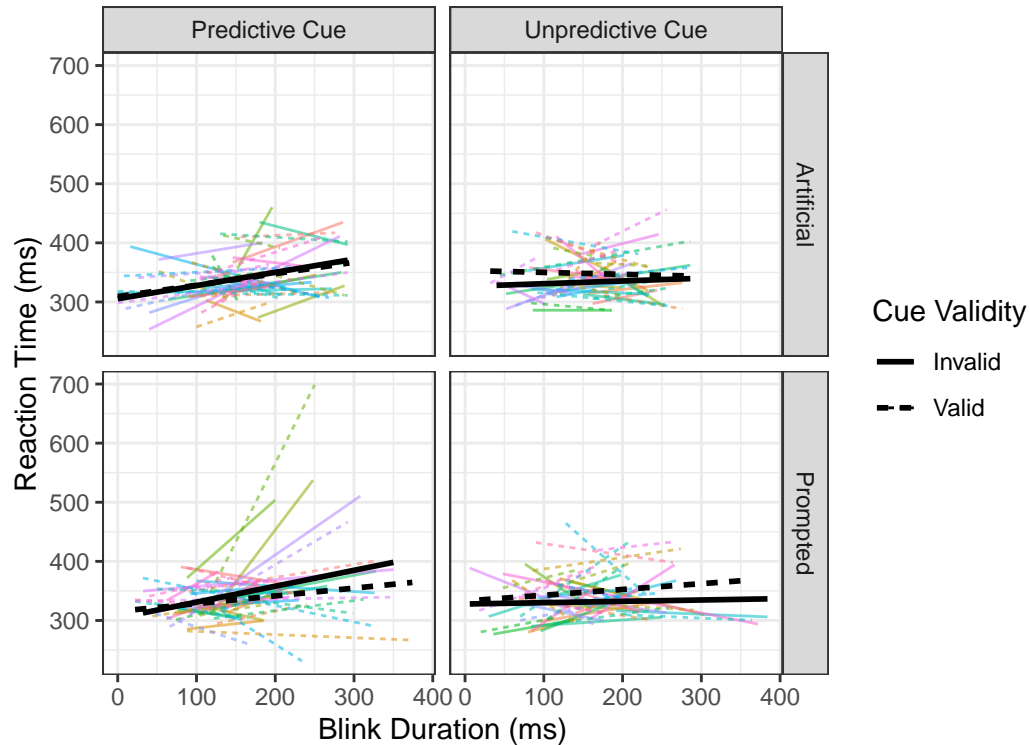 Predictive Cue
Unpredictive Cue
700
600
500
400
300
Artificial
700
600
500
400
300
Prompted
0
100
200
300
400
0
100
200
300
400
Reaction Time (ms)
Blink Duration (ms)
Cue Validity
Invalid
Valid